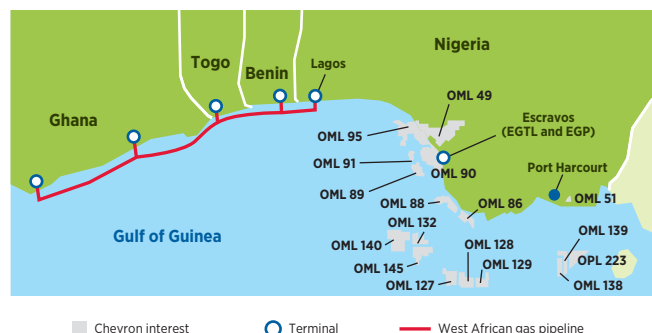 Nigeria
Togo
Benin
Lagos
Ghana
OML 49
Escravos
(EGTL and EGP)
OML 95
OML 91
OML 90
Port Harcourt
OML 89
OML 88
OML 86
OML 51
OML 132
OML 139
Gulf of Guinea
OML 140
OML 128
OPL 223
OML 145
OML 129
OML 127
OML 138
Chevron interest
Terminal
West African gas pipeline